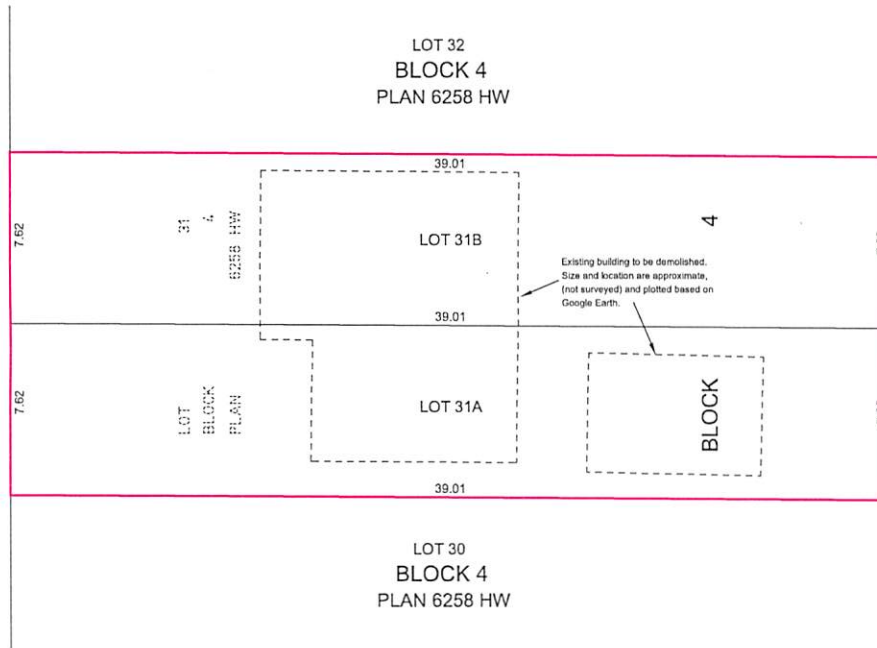 LOT 32
BLOCK 4
PLAN 6258 HW
39.01
7.62
LOT 31
BLOCK 4
PLAN 6258 HW
LOT 31B
BLOCK 4
Existing building to be demolished.
Size and location are approximate,
(not surveyed) and plotted based on
Google Earth.
39.01
7.62
LOT 31A
39.01
LOT 30
BLOCK 4
PLAN 6258 HW